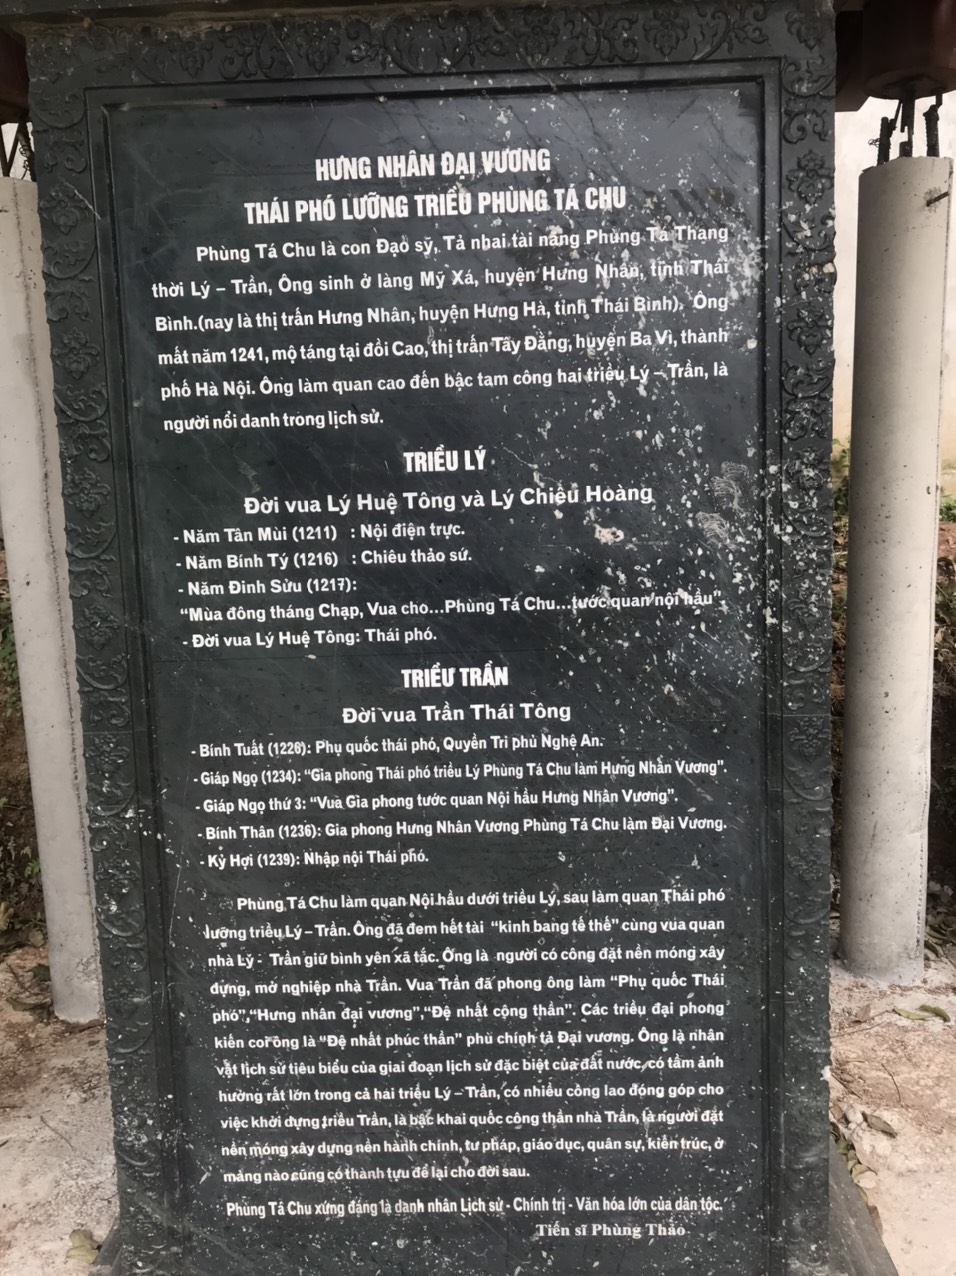 HƯNG NHÂN ĐẠI VƯƠNG
THÁI PHÓ LƯỠNG TRIỀU PHÙNG TÁ CHU
Phùng Tá Chu là con Đạo sỹ, Tả nhai tài năng Phùng Tá Thang
thời Lý – Trần, Ông sinh ở làng Mỹ Xá, huyện Hưng Nhân, tỉnh Thái
Bình.(nay là thị trấn Hưng Nhân, huyện Hưng Hà, tỉnh Thái Bình). Ông
mất năm 1241, mộ táng tại đồi Cao, thị trấn Tây Đằng, huyện Ba Vì, thành
phố Hà Nội. Ông làm quan cao đến bậc tam công hai triều Lý – Trần, là
người nổi danh trong lịch sử.
TRIỀU LÝ
Đời vua Lý Huệ Tông và Lý Chiêu Hoàng
- Năm Tân Mùi (1211) : Nội điện trực.
- Năm Bính Tý (1216) : Chiêu thảo sứ.
- Năm Đinh Sửu (1217):
“Mùa đông tháng Chạp, Vua cho...Phùng Tá Chu...tước quan nội hầu”
- Đời vua Lý Huệ Tông: Thái phó.
TRIỀU TRẦN
Đời vua Trần Thái Tông
- Bính Tuất (1226): Phụ quốc thái phó, Quyền Tri phủ Nghệ An.
- Giáp Ngọ (1234): “Gia phong Thái phó triều Lý Phùng Tá Chu làm Hưng Nhân Vương”.
- Giáp Ngọ thứ 3: “Vua Gia phong tước quan Nội hầu Hưng Nhân Vương”.
- Bính Thân (1236): Gia phong Hưng Nhân Vương Phùng Tá Chu làm Đại Vương.
- Kỷ Hợi (1239): Nhập nội Thái phó.
Phùng Tá Chu làm quan Nội hầu dưới triều Lý, sau làm quan Thái phó
lưỡng triều Lý – Trần. Ông đã đem hết tài “kinh bang tế thế” cùng vua quan
nhà Lý - Trần giữ bình yên xã tắc. Ông là người có công đặt nền móng xây
dựng, mở nghiệp nhà Trần. Vua Trần đã phong ông làm “Phụ quốc Thái
phó”,“Hưng nhân đại vương”,“Đệ nhất công thần”. Các triều đại phong
kiến coi ông là “Đệ nhất phúc thần” phù chính tả Đại vương. Ông là nhân
vật lịch sử tiêu biểu của giai đoạn lịch sử đặc biệt của đất nước, có tầm ảnh
hưởng rất lớn trong cả hai triều Lý – Trần, có nhiều công lao đóng góp cho
việc khởi dựng triều Trần, là bậc khai quốc công thần nhà Trần, là người đặt
nền móng xây dựng nền hành chính, tư pháp, giáo dục, quân sự, kiến trúc, ở
mảng nào cũng có thành tựu để lại cho đời sau.
Phùng Tá Chu xứng đáng là danh nhân Lịch sử - Chính trị - Văn hóa lớn của dân tộc.
Tiến sĩ Phùng Thảo